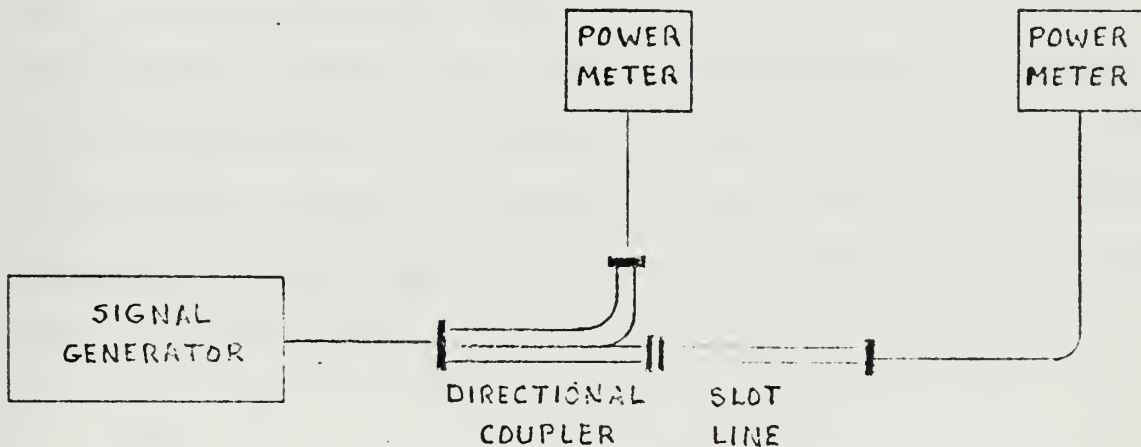 POWER
METER
POWER
METER
SIGNAL
GENERATOR
DIRECTIONAL
COUPLER
SLOT
LINE